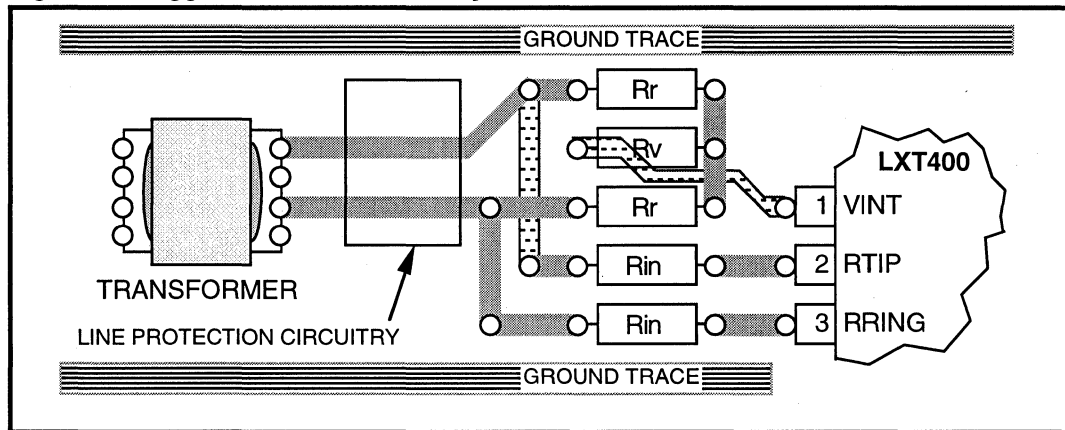 GROUND TRACE
Rr
Rv
LXT400
Rr
1 VINT
Rin
2 RTIP
TRANSFORMER
Rin
3 RRING
LINE PROTECTION CIRCUITRY
GROUND TRACE